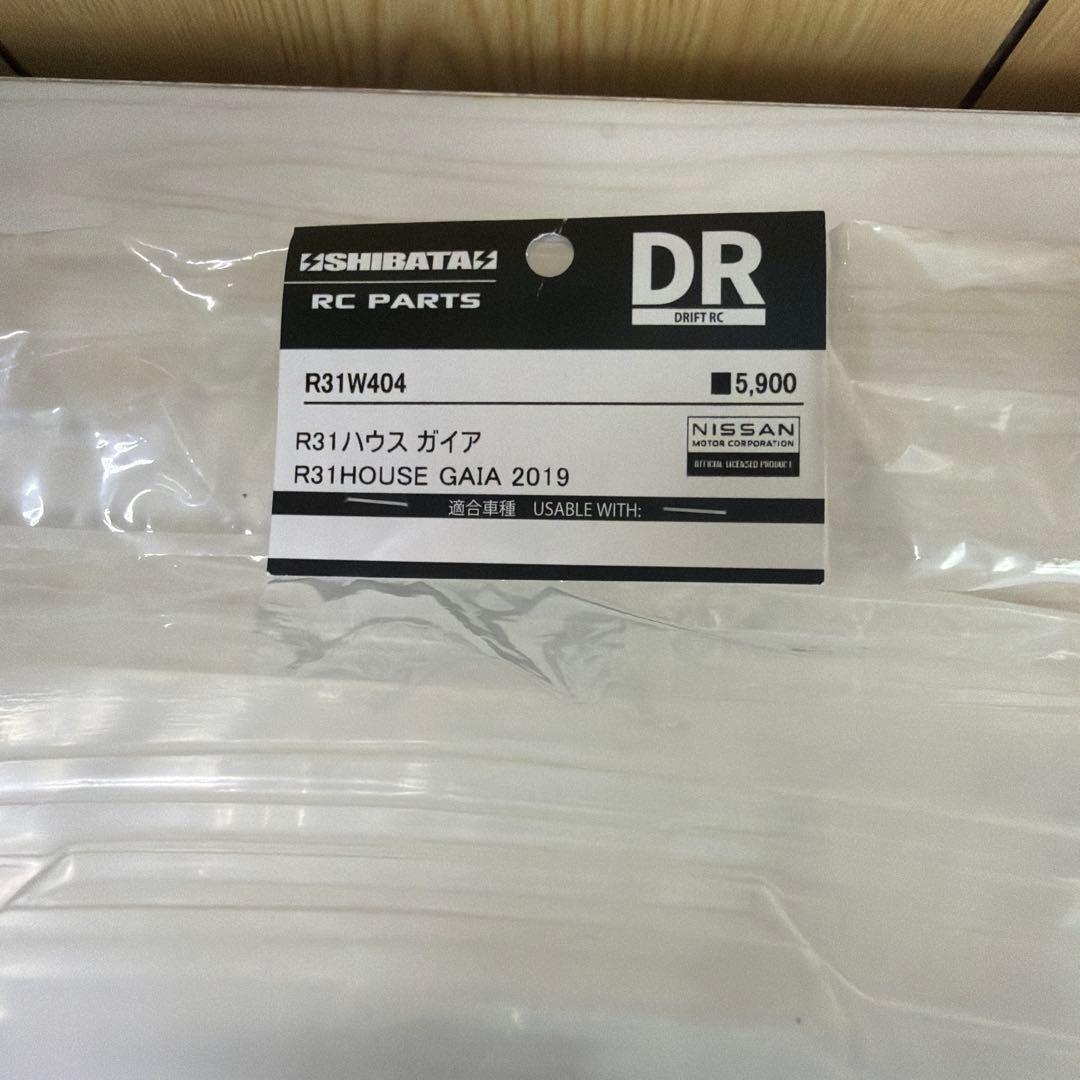 SHIBATA
RC PARTS
DR
DRIFT RC
R31W404
■5,900
R31ハウス ガイア
R31HOUSE GAIA 2019
NISSAN
MOTOR CORPORATION
OFFICIAL LICENSED PRODUCT
適合車種 USABLE WITH: